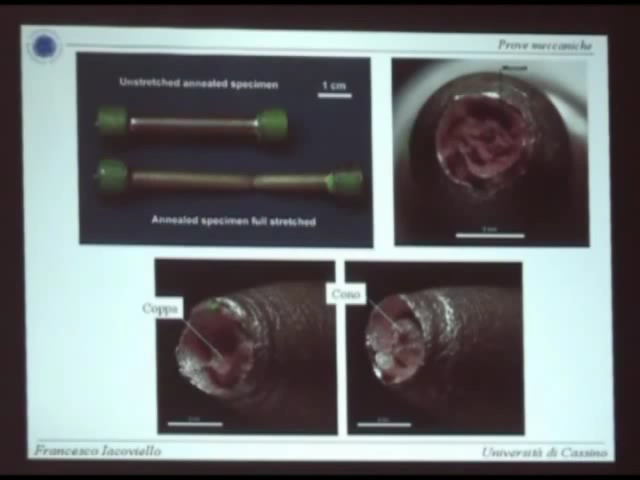 Prove meccaniche
Unstretched annealed specimen
1 cm
Annealed specimen full stretched
Coppa
Cono
Francesco Iacoviello
Università di Cassino